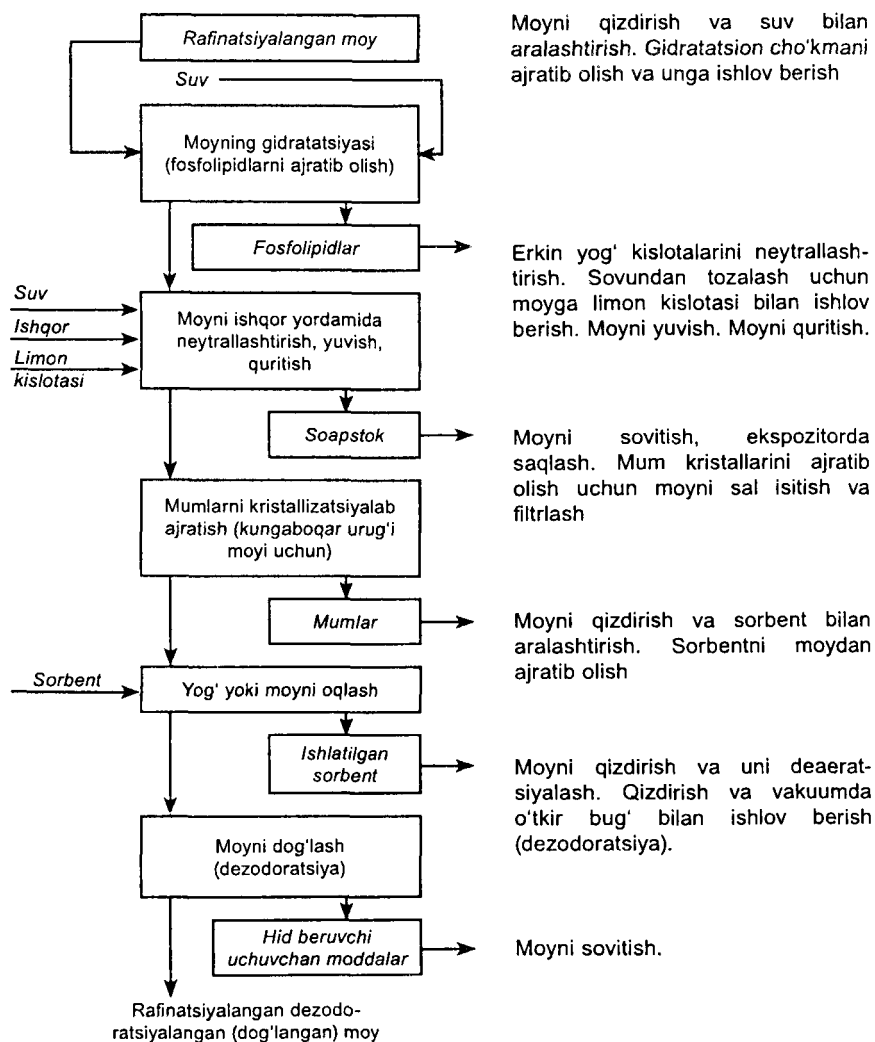 Rafinatsiyalangan moy
Moyni qizdirish va suv bilan
aralashtirish. Gidratatsion cho‘kmani
ajratib olish va unga ishlov berish
Suv
Moyning gidratatsiyasi
(fosfolipidlarni ajratib olish)
Fosfolipidlar
Erkin yog‘ kislotalarini neytrallash-
tirish. Sovundan tozalash uchun
moyga limon kislotasi bilan ishlov
berish. Moyni yuvish. Moyni quritish.
Suv
Ishqor
Limon
kislotasi
Moyni ishqor yordamida
neytrallashtirish, yuvish,
quritish
Soapstok
Moyni sovitish, ekspozitorda
saqlash. Mum kristallarini ajratib
olish uchun moyni sal isitish va
filtrlash
Mumlarni kristallizatsiyalab
ajratish (kungaboqar urug‘i
moyi uchun)
Mumlar
Moyni qizdirish va sorbent bilan
aralashtirish. Sorbentni moydan
ajratib olish
Sorbent
Yog‘ yoki moyni oqlash
Ishlatilgan
sorbent
Moyni qizdirish va uni deaerat-
siyalash. Qizdirish va vakuumda
o‘tkir bug‘ bilan ishlov berish
(dezodoratsiya).
Moyni dog‘lash
(dezodoratsiya)
Hid beruvchi
uchuvchan moddalar
Moyni sovitish.
Rafinatsiyalangan dezodo-
ratsiyalangan (dog‘langan) moy